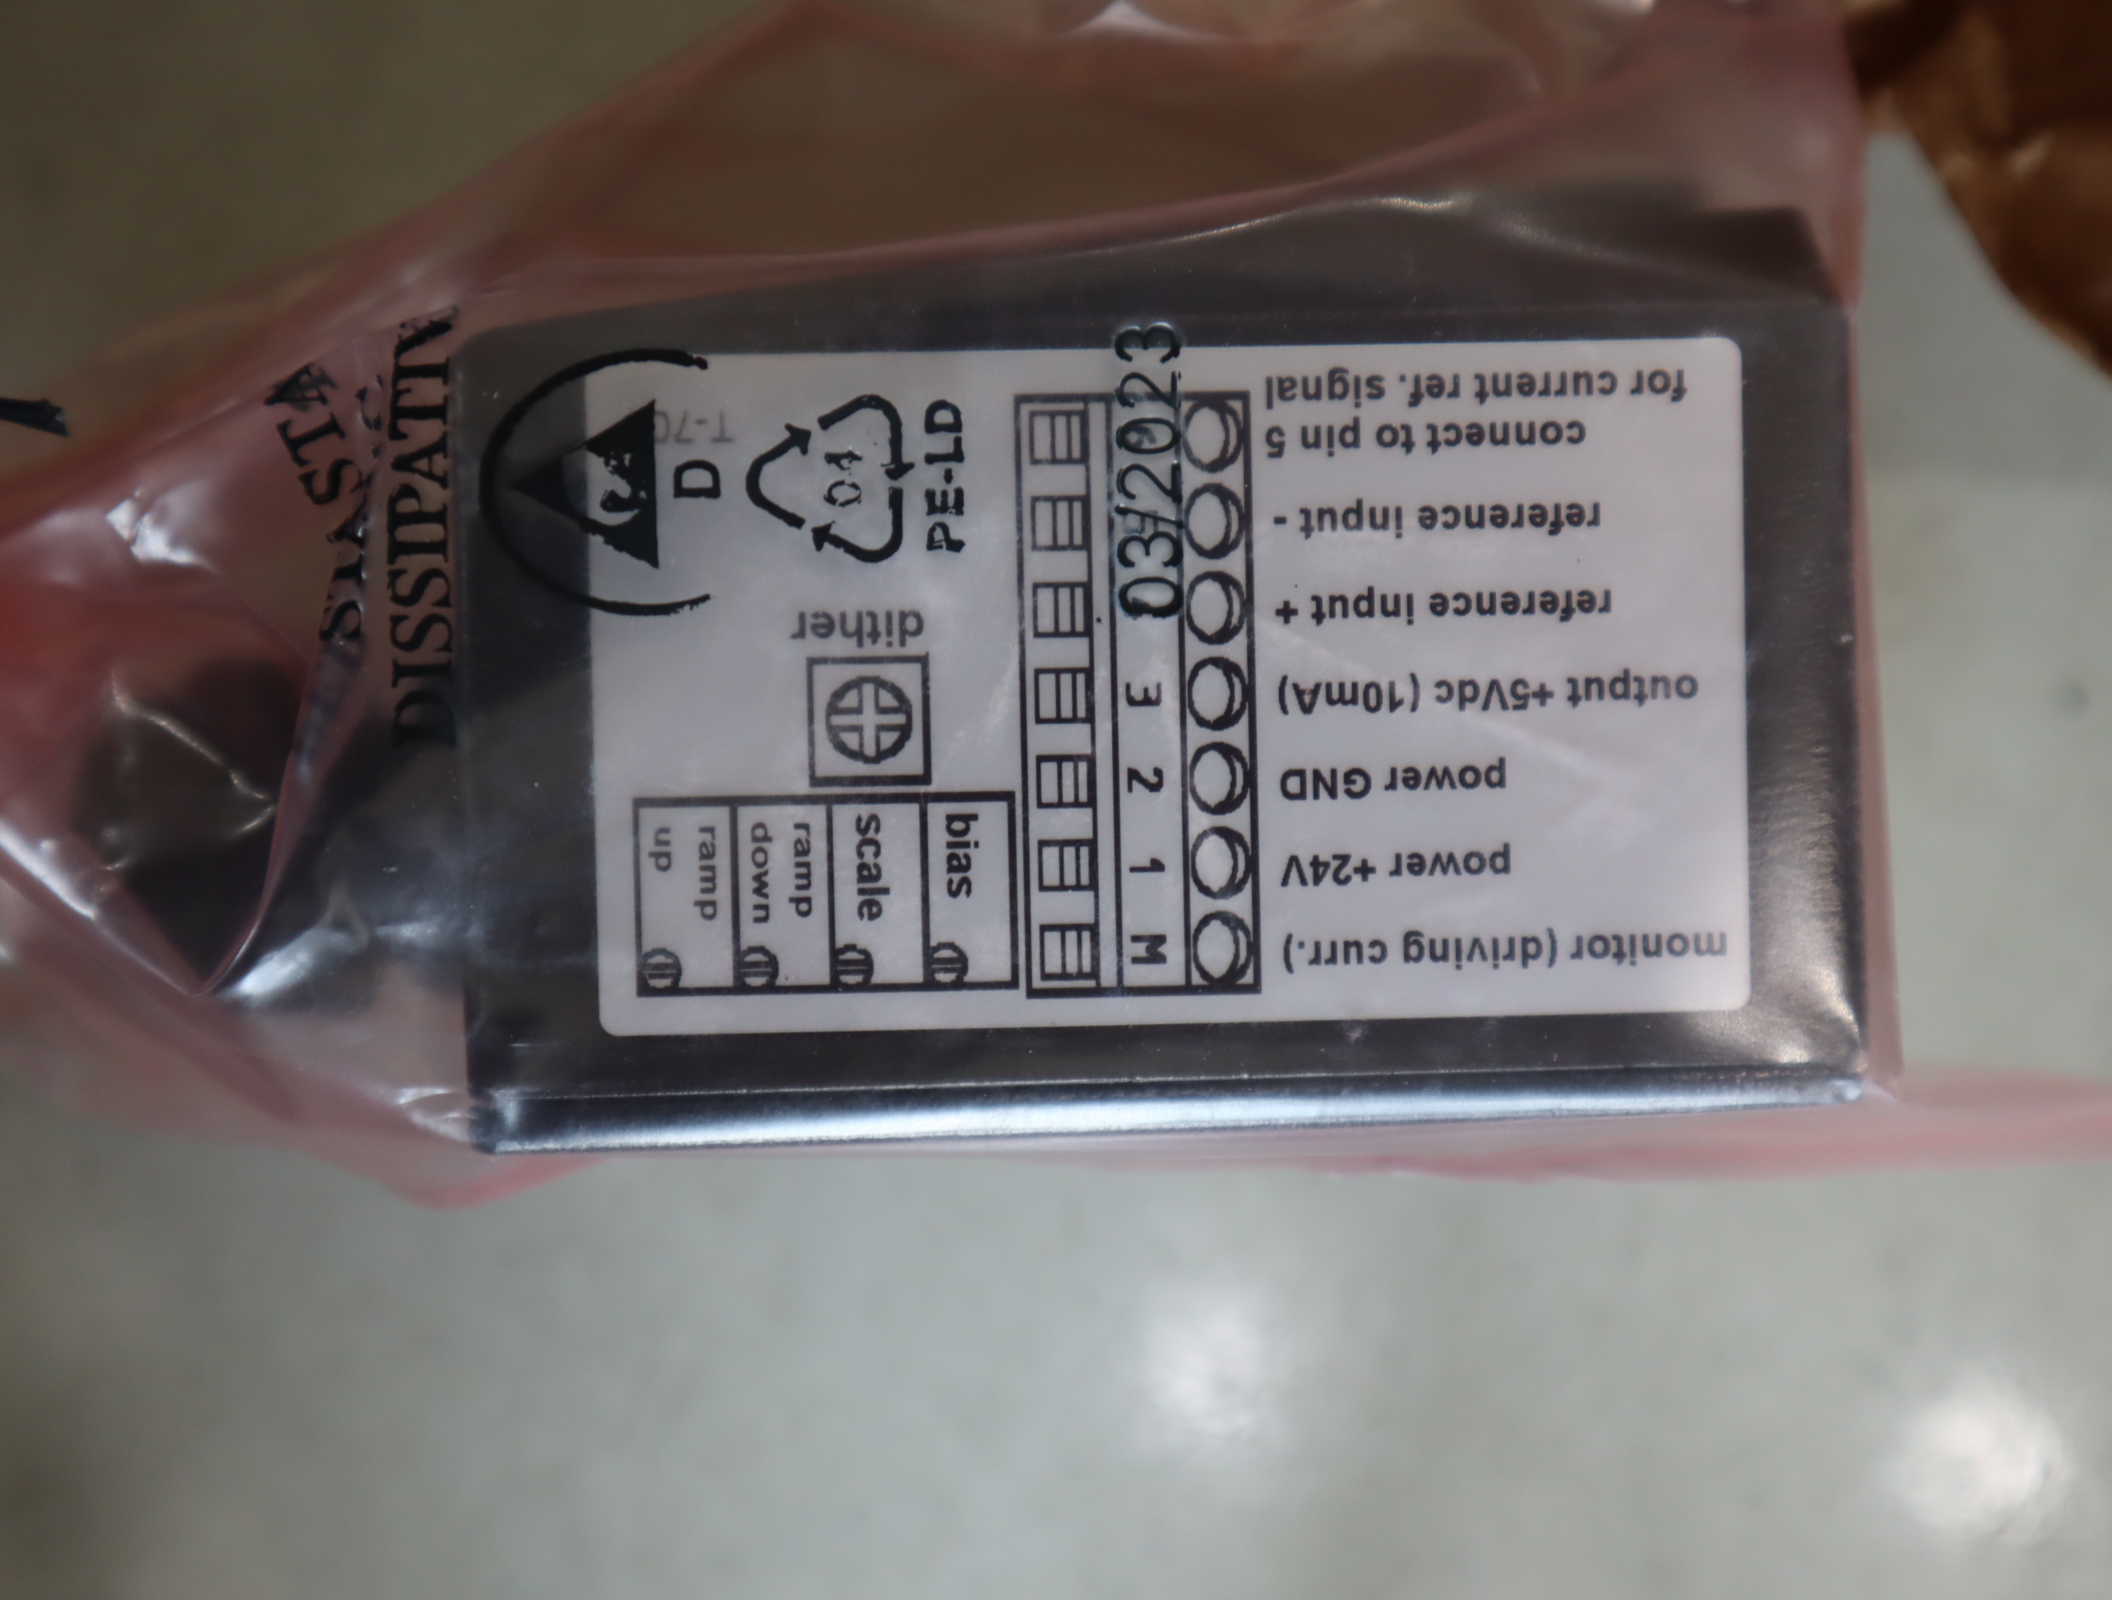 monitor (driving curr.)
power +24V
power GND
output +5Vdc (10mA)
reference input +
reference input -
connect to pin 5
for current ref. signal
M
1
2
3
03/2023
bias
scale
ramp
down
ramp
up
dither
T-70
D
01
PE-LD
DISSIPATIV